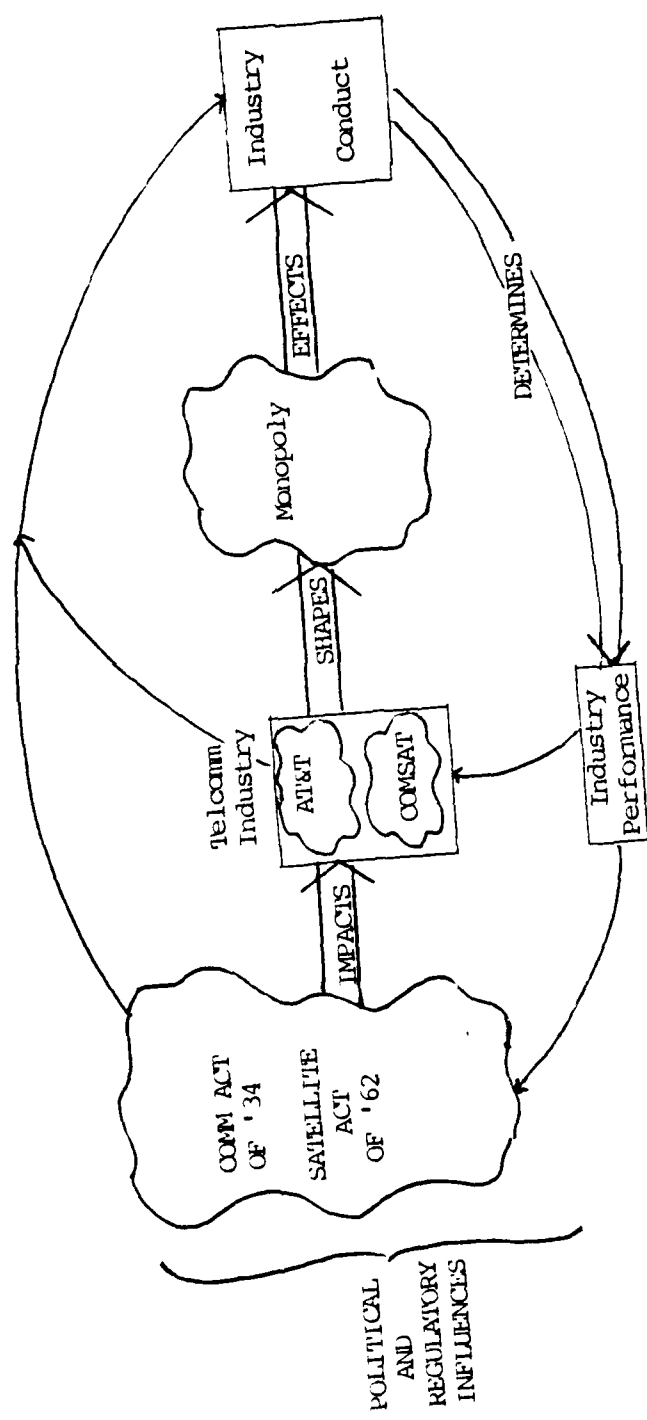 POLITICAL
AND
REGULATORY
INFLUENCES
COMM ACT
OF '34
SATELLITE
ACT
OF '62
IMPACTS
Telcomm
Industry
AT&T
COMSAT
SHAPES
Monopoly
EFFECTS
Industry
Conduct
DETERMINES
Industry
Performance